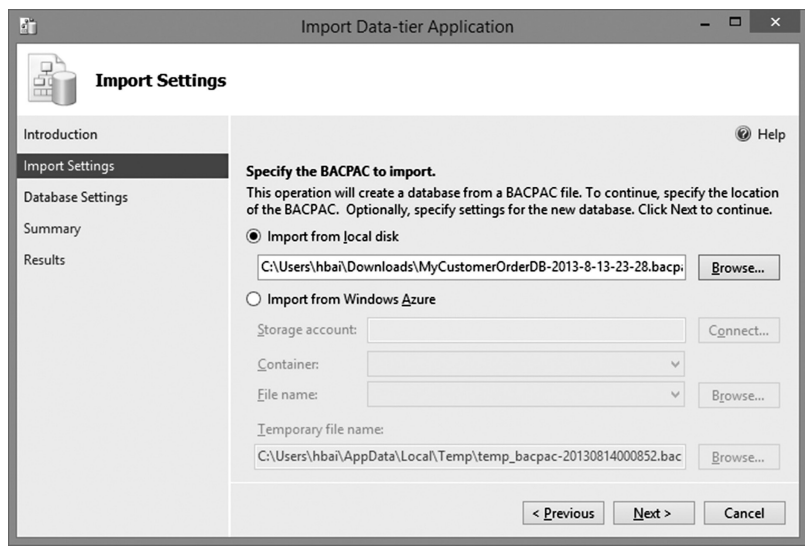 Import Data-tier Application
Import Settings
Introduction
Import Settings
Database Settings
Summary
Results
Help
Specify the BACPAC to import.
This operation will create a database from a BACPAC file. To continue, specify the location
of the BACPAC.  Optionally, specify settings for the new database. Click Next to continue.
Import from local disk
C:\Users\hbai\Downloads\MyCustomerOrderDB-2013-8-13-23-28.bacpa
Browse...
Import from Windows Azure
Storage account:
Connect...
Container:
File name:
Browse...
Temporary file name:
C:\Users\hbai\AppData\Local\Temp\temp_bacpac-20130814000852.bac
Browse...
< Previous
Next >
Cancel